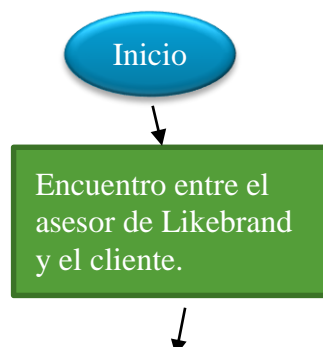 Inicio
Encuentro entre el
asesor de Likebrand
y el cliente.